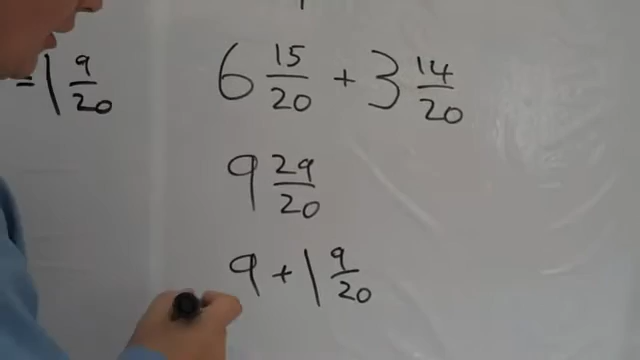 = 1 9/20
6 15/20 + 3 14/20
9 29/20
9 + 1 9/20